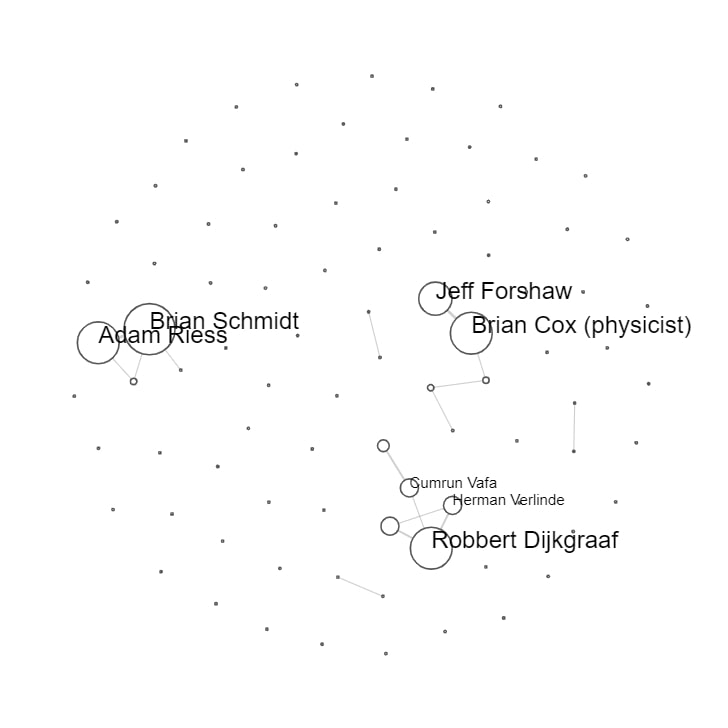 Jeff Forshaw
Brian Schmidt
Brian Cox (physicist)
Adam Riess
Cumrun Vafa
Herman Verlinde
Robbert Dijkgraaf